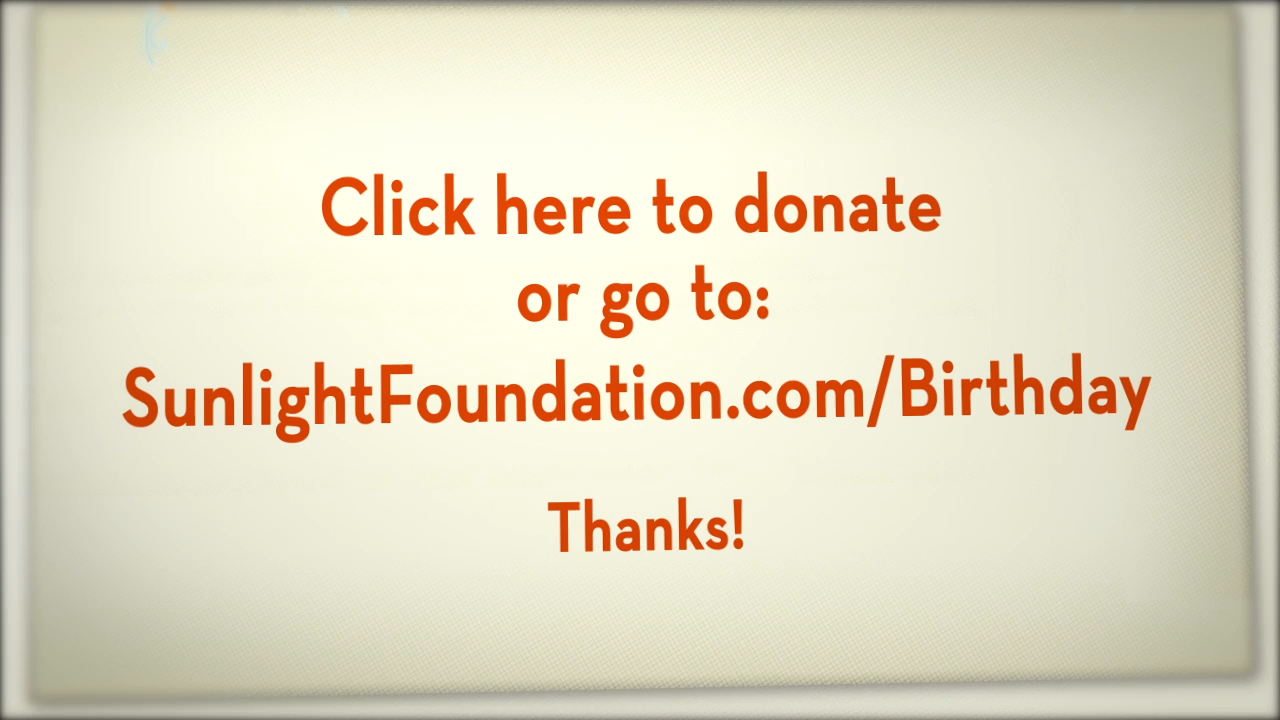 Click here to donate
or go to:
SunlightFoundation.com/Birthday
Thanks!